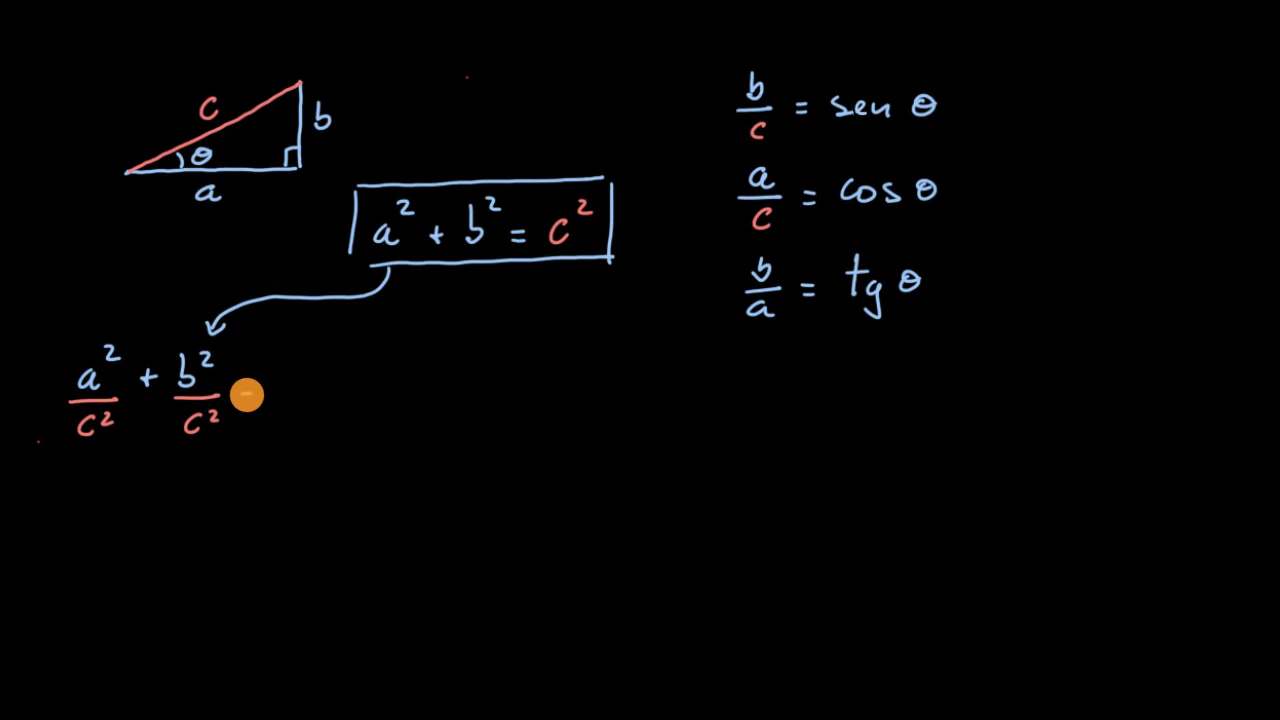 c
b
θ
a
a² + b² = c²
b/c = sen θ
a/c = cos θ
b/a = tg θ
a²/c² + b²/c² =